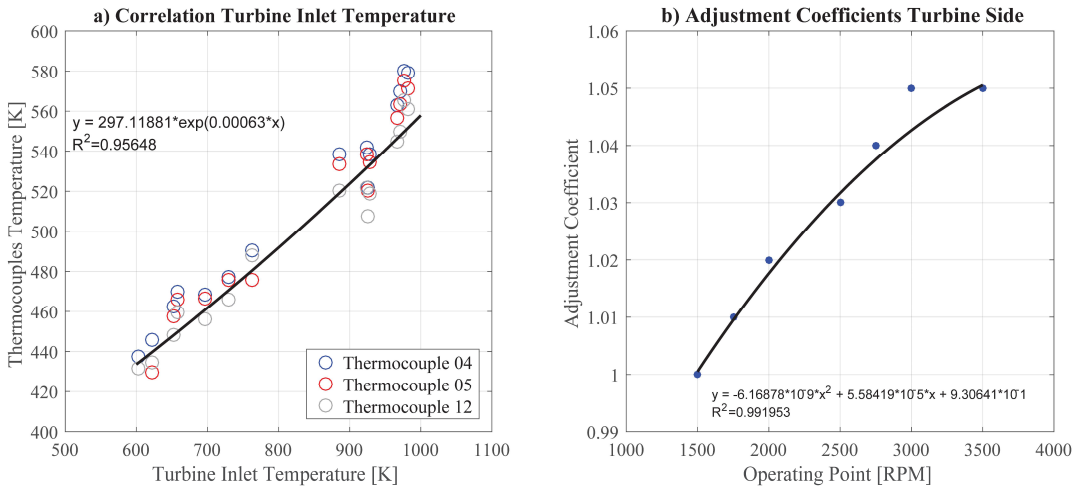 a) Correlation Turbine Inlet Temperature
600
580
560
540
520
500
480
460
440
420
400
Thermocouples Temperature [K]
y = 297.11881*exp(0.00063*x)
R²=0.95648
Thermocouple 04
Thermocouple 05
Thermocouple 12
500 600 700 800 900 1000 1100
Turbine Inlet Temperature [K]
b) Adjustment Coefficients Turbine Side
1.06
1.05
1.04
1.03
1.02
1.01
1
0.99
Adjustment Coefficient
y = -6.16878*10⁻9*x² + 5.58419*10⁻5*x + 9.30641*10⁻1
R²=0.991953
1000 1500 2000 2500 3000 3500 4000
Operating Point [RPM]